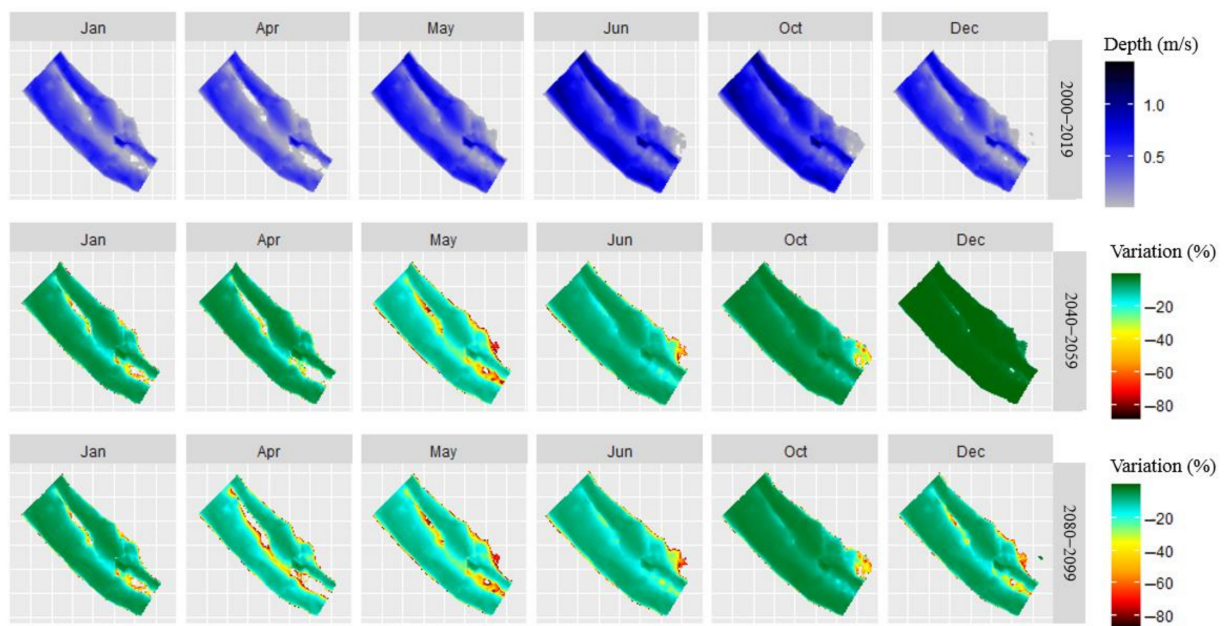 Jan Apr May Jun Oct Dec
Depth (m/s)
1.0
0.5
2000–2019
Jan Apr May Jun Oct Dec
Variation (%)
–20
–40
–60
–80
2040–2059
Jan Apr May Jun Oct Dec
Variation (%)
–20
–40
–60
–80
2080–2099